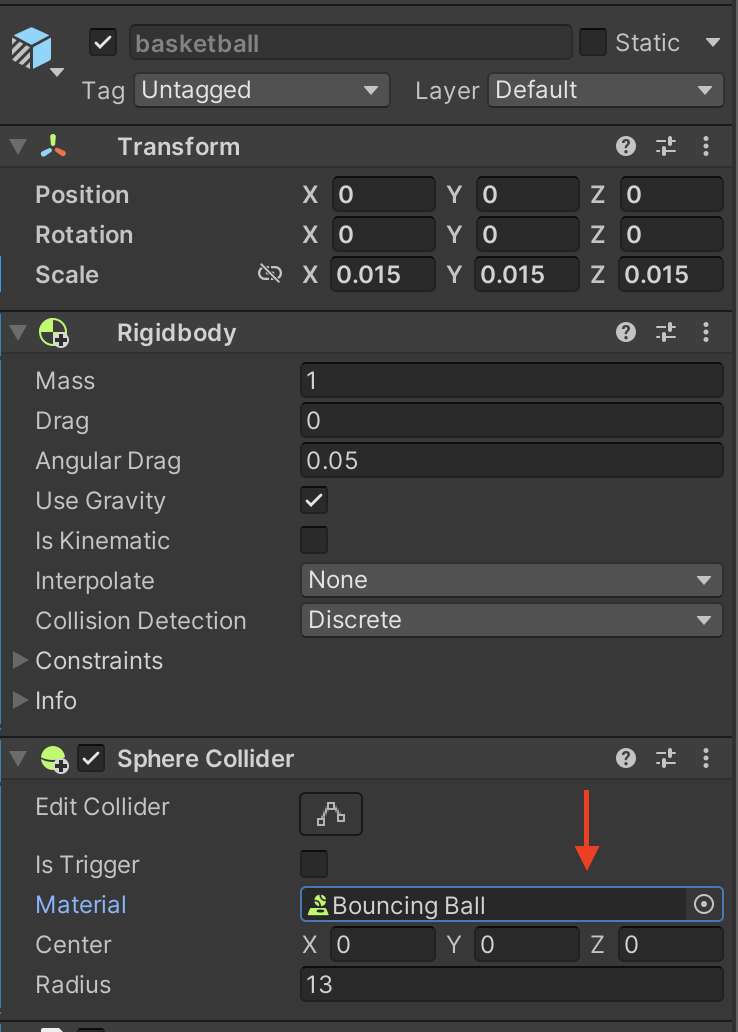 basketball Static
Tag Untagged Layer Default
Transform
Position X 0 Y 0 Z 0
Rotation X 0 Y 0 Z 0
Scale X 0.015 Y 0.015 Z 0.015
Rigidbody
Mass 1
Drag 0
Angular Drag 0.05
Use Gravity
Is Kinematic
Interpolate None
Collision Detection Discrete
Constraints
Info
Sphere Collider
Edit Collider
Is Trigger
Material Bouncing Ball
Center X 0 Y 0 Z 0
Radius 13